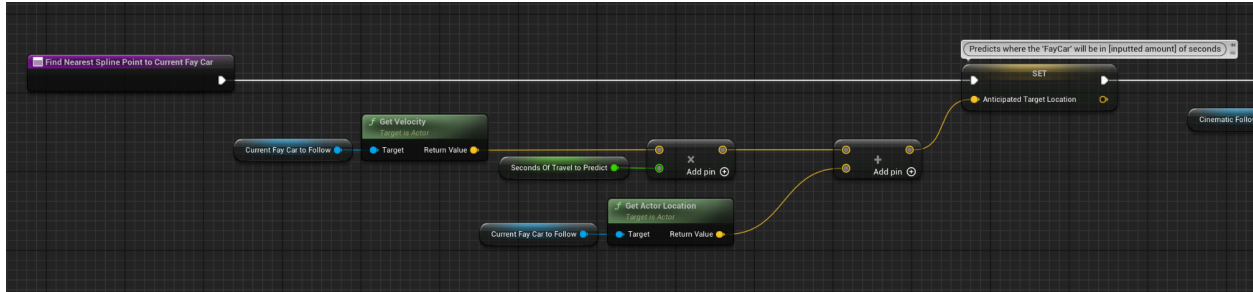 Predicts where the 'FayCar' will be in [inputted amount] of seconds
Find Nearest Spline Point to Current Fay Car
SET
Anticipated Target Location
Cinematic Follow
f Get Velocity
Target is Actor
Current Fay Car to Follow
Target
Return Value
Seconds Of Travel to Predict
×
Add pin
+
Add pin
f Get Actor Location
Target is Actor
Current Fay Car to Follow
Target
Return Value